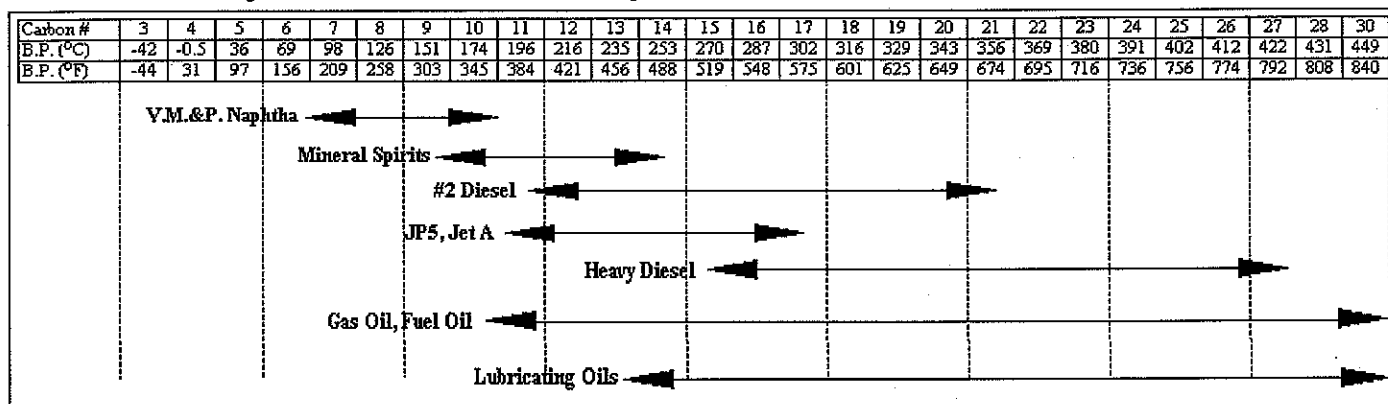 Carbon # 3 4 5 6 7 8 9 10 11 12 13 14 15 16 17 18 19 20 21 22 23 24 25 26 27 28 30
B.P. (ºC) -42 -0.5 36 69 98 126 151 174 196 216 235 253 270 287 302 316 329 343 356 369 380 391 402 412 422 431 449
B.P. (ºF) -44 31 97 156 209 258 303 345 384 421 456 488 519 548 575 601 625 649 674 695 716 736 756 774 792 808 840
V.M.&P. Naphtha
Mineral Spirits
#2 Diesel
JP5, Jet A
Heavy Diesel
Gas Oil, Fuel Oil
Lubricating Oils